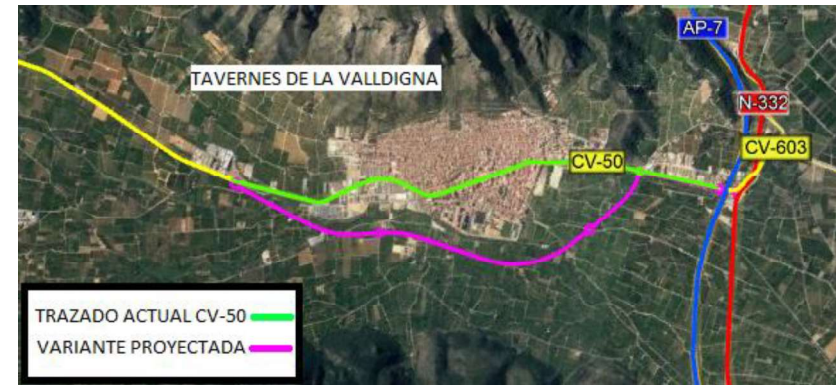 AP-7
TAVERNES DE LA VALLDIGNA
N-332
CV-603
CV-50
TRAZADO ACTUAL CV-50
VARIANTE PROYECTADA